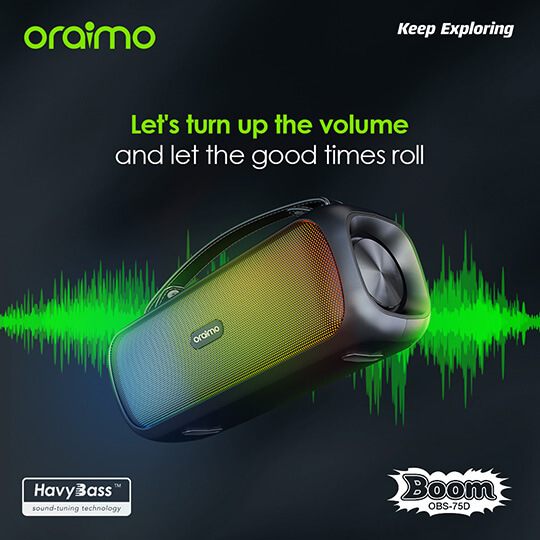 oraimo
Keep Exploring
Let's turn up the volume
and let the good times roll
oraimo
HavyBass™
sound-tuning technology
Boom
OBS-75D